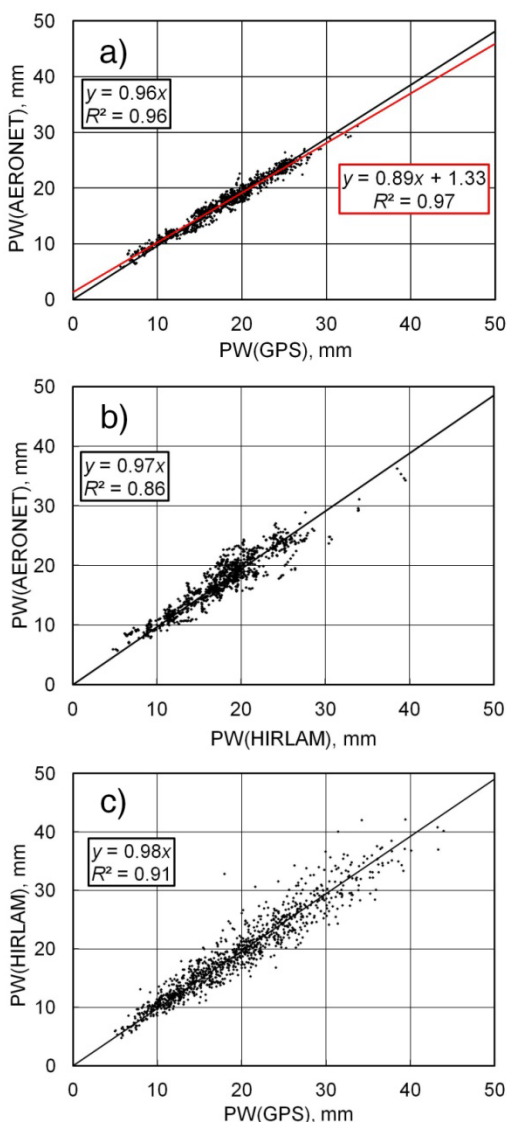 50
a)
40
y = 0.96x
R² = 0.96
30
PW(AERONET), mm
y = 0.89x + 1.33
R² = 0.97
20
10
0
0 10 20 30 40 50
PW(GPS), mm
50
b)
40
y = 0.97x
R² = 0.86
30
PW(AERONET), mm
20
10
0
0 10 20 30 40 50
PW(HIRLAM), mm
50
c)
40
y = 0.98x
R² = 0.91
30
PW(HIRLAM), mm
20
10
0
0 10 20 30 40 50
PW(GPS), mm